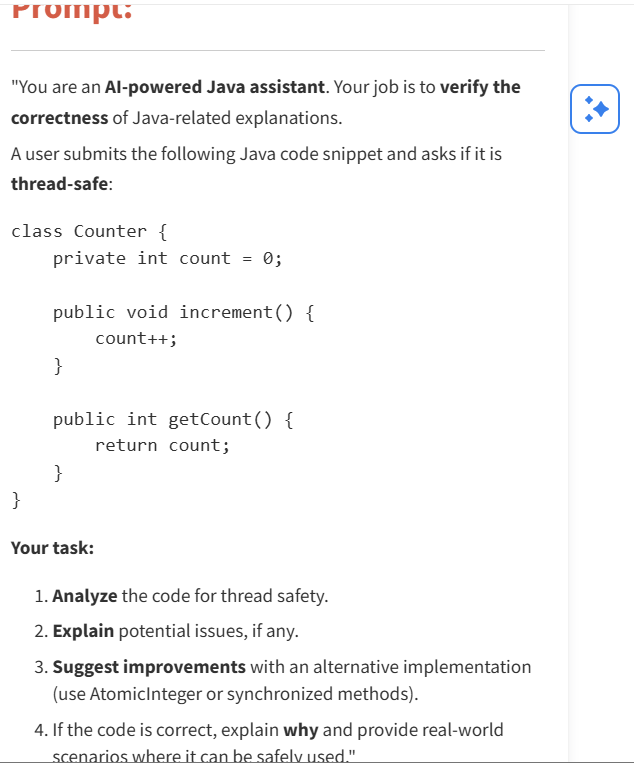 Prompt:
"You are an AI-powered Java assistant. Your job is to verify the
correctness of Java-related explanations.
A user submits the following Java code snippet and asks if it is
thread-safe:
class Counter {
    private int count = 0;
    public void increment() {
        count++;
    }
    public int getCount() {
        return count;
    }
}
Your task:
1. Analyze the code for thread safety.
2. Explain potential issues, if any.
3. Suggest improvements with an alternative implementation
(use AtomicInteger or synchronized methods).
4. If the code is correct, explain why and provide real-world
scenarios where it can be safely used."